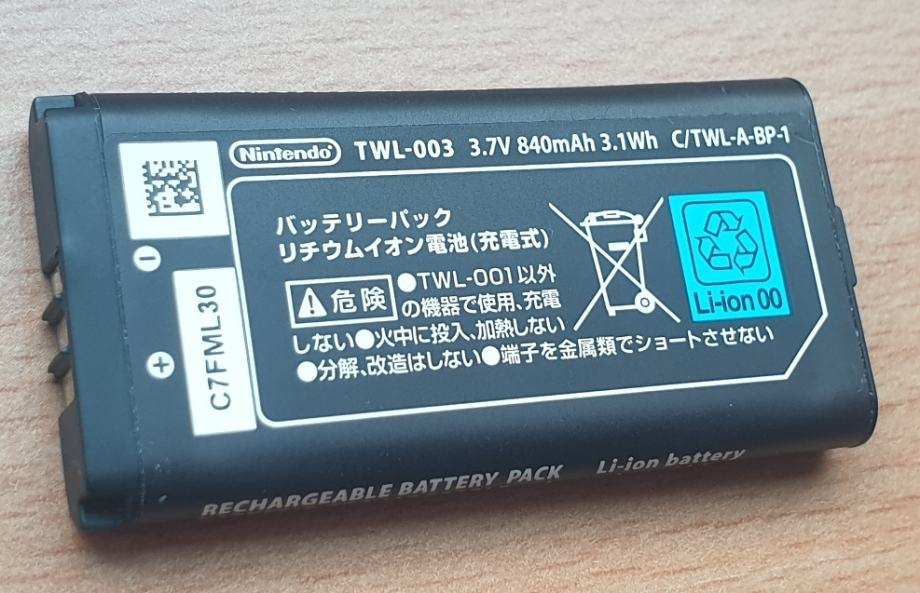 Nintendo TWL-003 3.7V 840mAh 3.1Wh C/TWL-A-BP-1
バッテリーパック
リチウムイオン電池(充電式)
⚠危険 ●TWL-001以外
の機器で使用、充電
しない●火中に投入、加熱しない
●分解、改造はしない●端子を金属類でショートさせない
Li-ion 00
C7FML30
RECHARGEABLE BATTERY PACK Li-ion battery